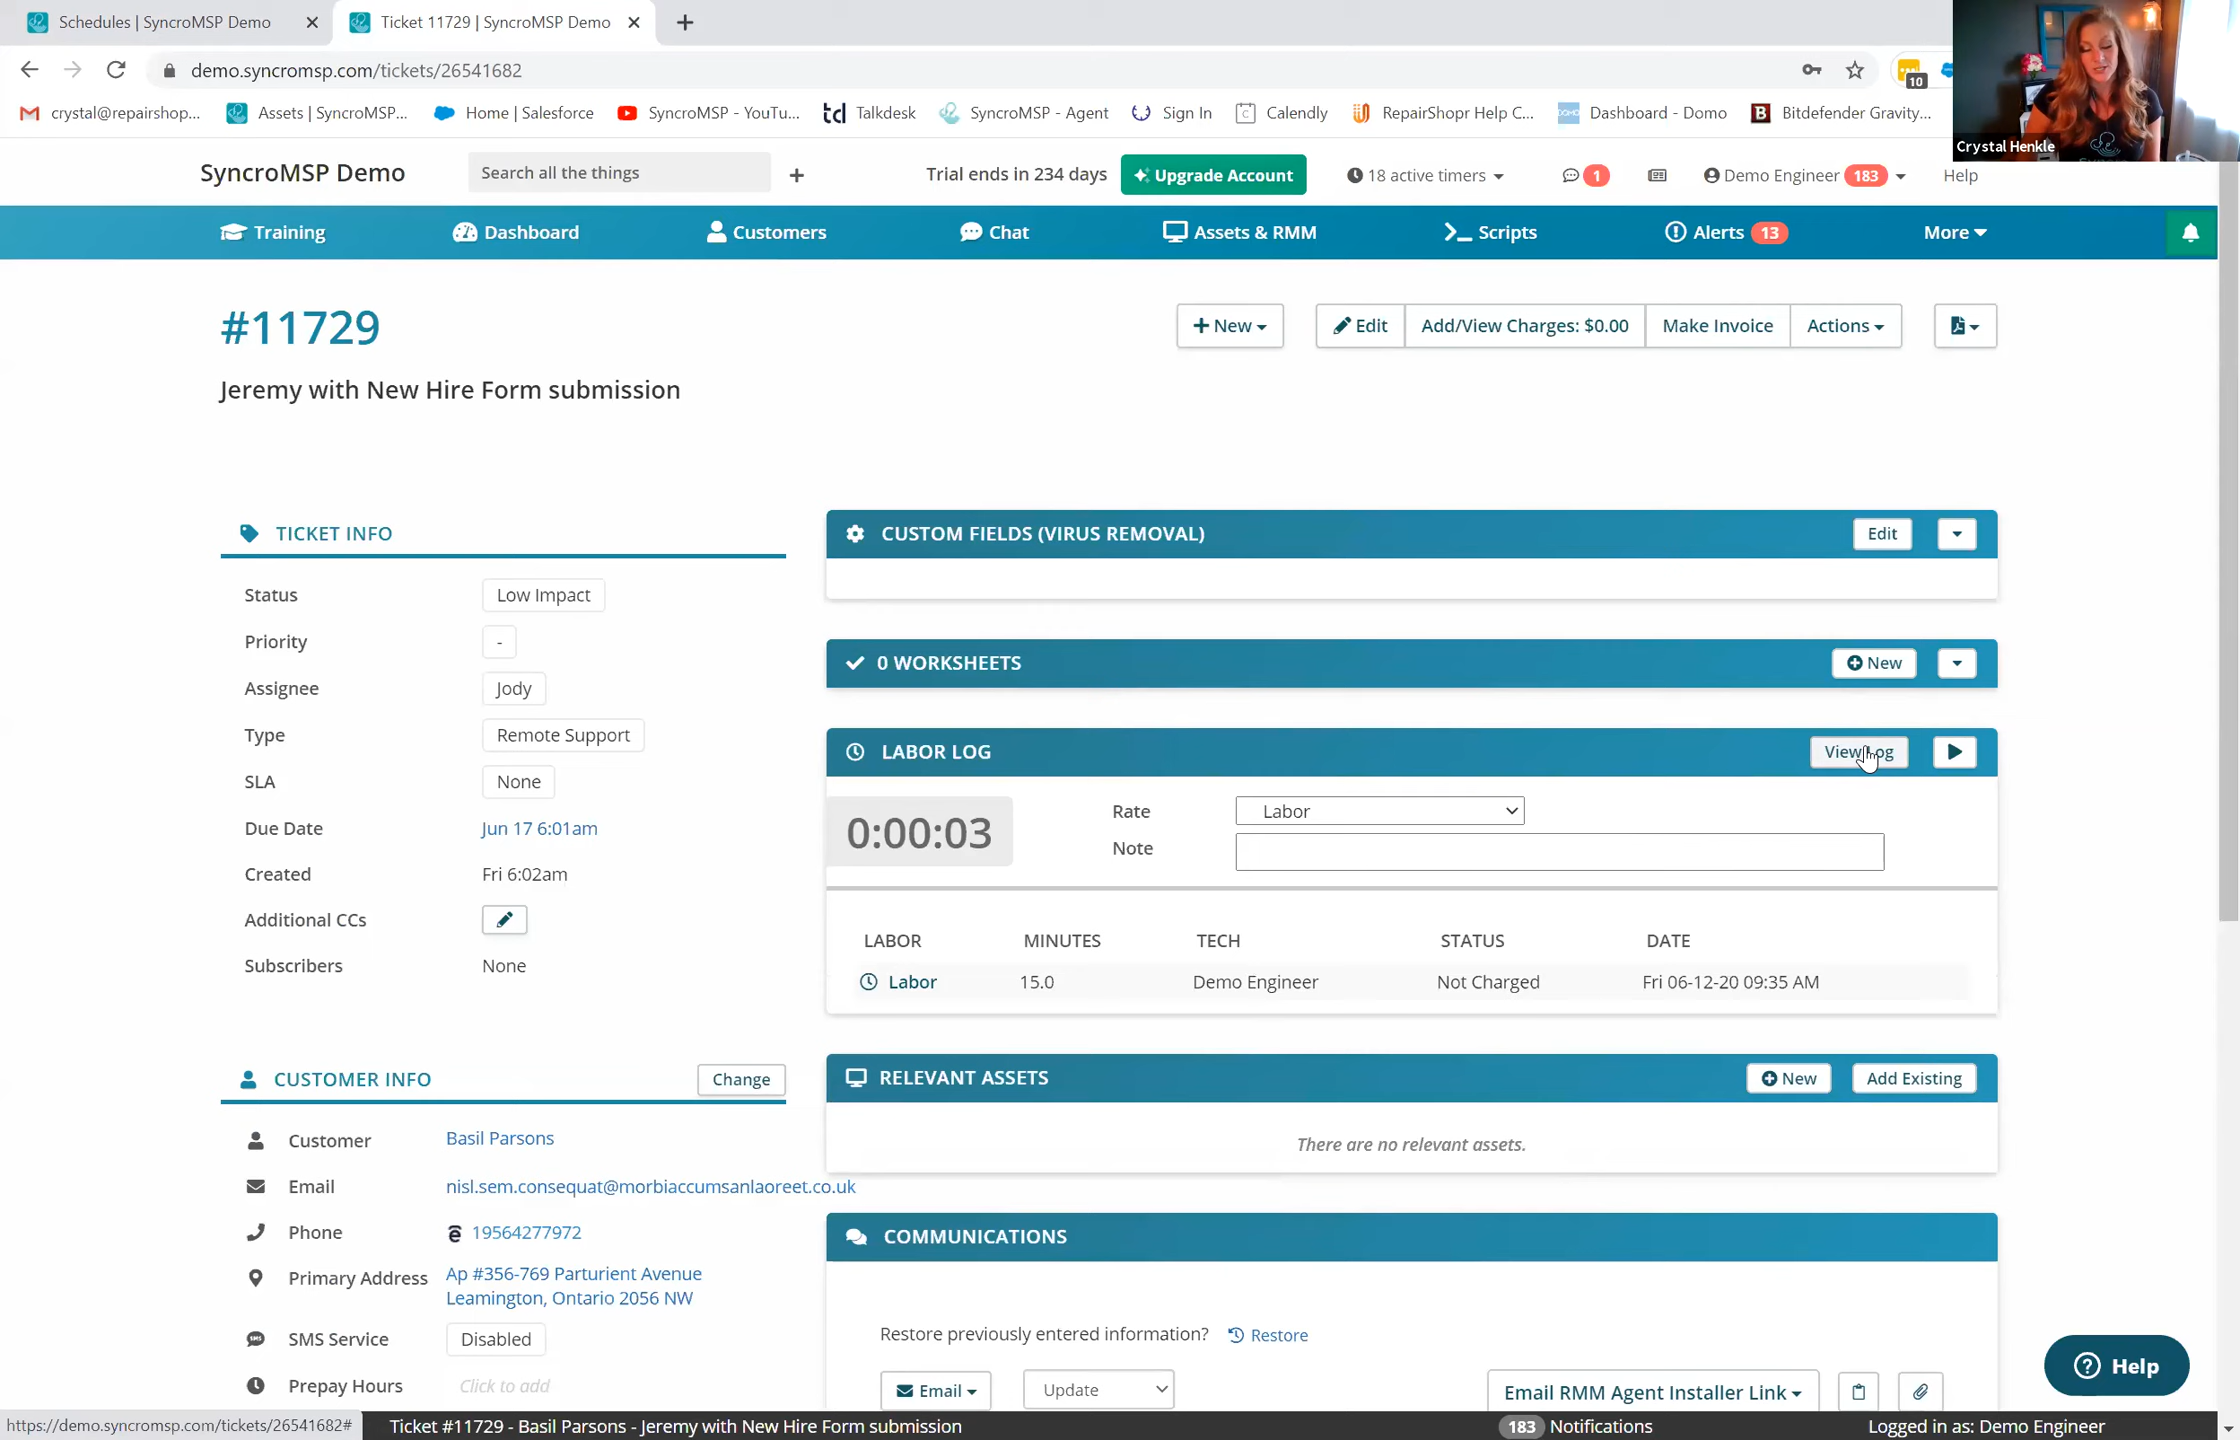 Schedules | SyncroMSP Demo
Ticket 11729 | SyncroMSP Demo
demo.syncromsp.com/tickets/26541682
10
crystal@repairshop...
Assets | SyncroMSP...
Home | Salesforce
SyncroMSP - YouTu...
td Talkdesk
SyncroMSP - Agent
Sign In
Calendly
RepairShopr Help C...
Dashboard - Domo
B Bitdefender Gravity...
Crystal Henkle
SyncroMSP Demo
Search all the things
Trial ends in 234 days
Upgrade Account
18 active timers
1
Demo Engineer 183
Help
Training
Dashboard
Customers
Chat
Assets & RMM
Scripts
Alerts 13
More
#11729
New
Edit
Add/View Charges: $0.00
Make Invoice
Actions
Jeremy with New Hire Form submission
TICKET INFO
Status Low Impact
Priority -
Assignee Jody
Type Remote Support
SLA None
Due Date Jun 17 6:01am
Created Fri 6:02am
Additional CCs
Subscribers None
CUSTOMER INFO
Change
Customer Basil Parsons
Email nisl.sem.consequat@morbiaccumsanlaoreet.co.uk
Phone 19564277972
Primary Address Ap #356-769 Parturient Avenue
Leamington, Ontario 2056 NW
SMS Service Disabled
Prepay Hours Click to add
CUSTOM FIELDS (VIRUS REMOVAL)
Edit
0 WORKSHEETS
New
LABOR LOG
View Log
0:00:03
Rate Labor
Note
LABOR MINUTES TECH STATUS DATE
Labor 15.0 Demo Engineer Not Charged Fri 06-12-20 09:35 AM
RELEVANT ASSETS
New
Add Existing
There are no relevant assets.
COMMUNICATIONS
Restore previously entered information? Restore
Email
Update
Email RMM Agent Installer Link
Help
https://demo.syncromsp.com/tickets/26541682#
Ticket #11729 - Basil Parsons - Jeremy with New Hire Form submission
183 Notifications
Logged in as: Demo Engineer